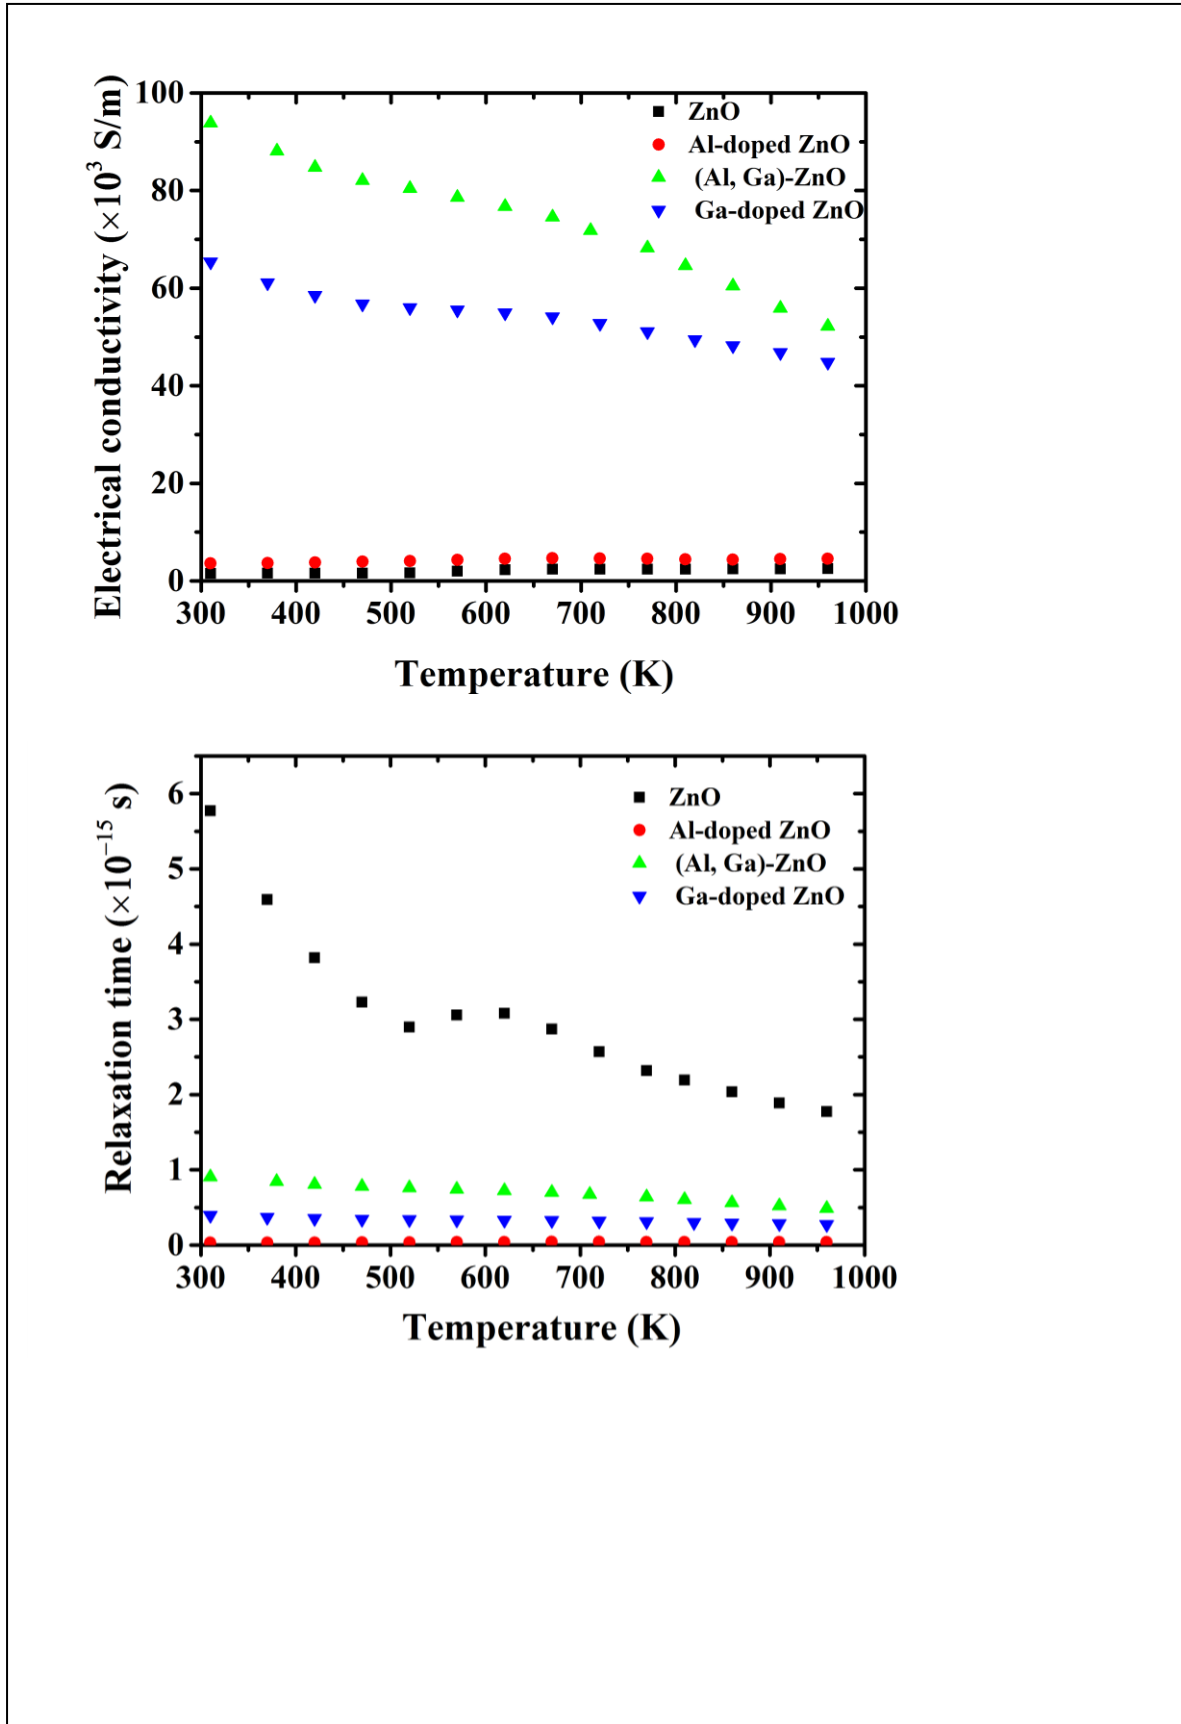 Electrical conductivity (×10³ S/m)
100
80
60
40
20
0
ZnO
Al-doped ZnO
(Al, Ga)-ZnO
Ga-doped ZnO
300 400 500 600 700 800 900 1000
Temperature (K)
Relaxation time (×10⁻¹⁵ s)
6
5
4
3
2
1
0
ZnO
Al-doped ZnO
(Al, Ga)-ZnO
Ga-doped ZnO
300 400 500 600 700 800 900 1000
Temperature (K)